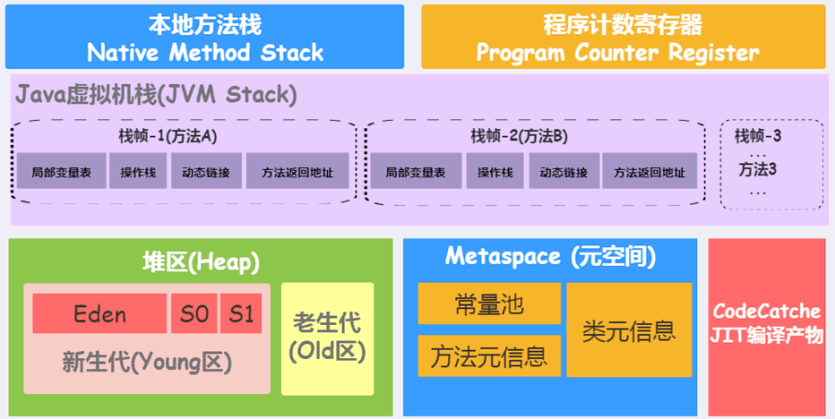 本地方法栈
Native Method Stack
程序计数寄存器
Program Counter Register
Java虚拟机栈(JVM Stack)
栈帧-1(方法A)
局部变量表
操作栈
动态链接
方法返回地址
栈帧-2(方法B)
局部变量表
操作栈
动态链接
方法返回地址
栈帧-3
...
方法3
...
堆区(Heap)
Eden
S0
S1
新生代(Young区)
老生代
(Old区)
Metaspace (元空间)
常量池
方法元信息
类元信息
CodeCatche
JIT编译产物